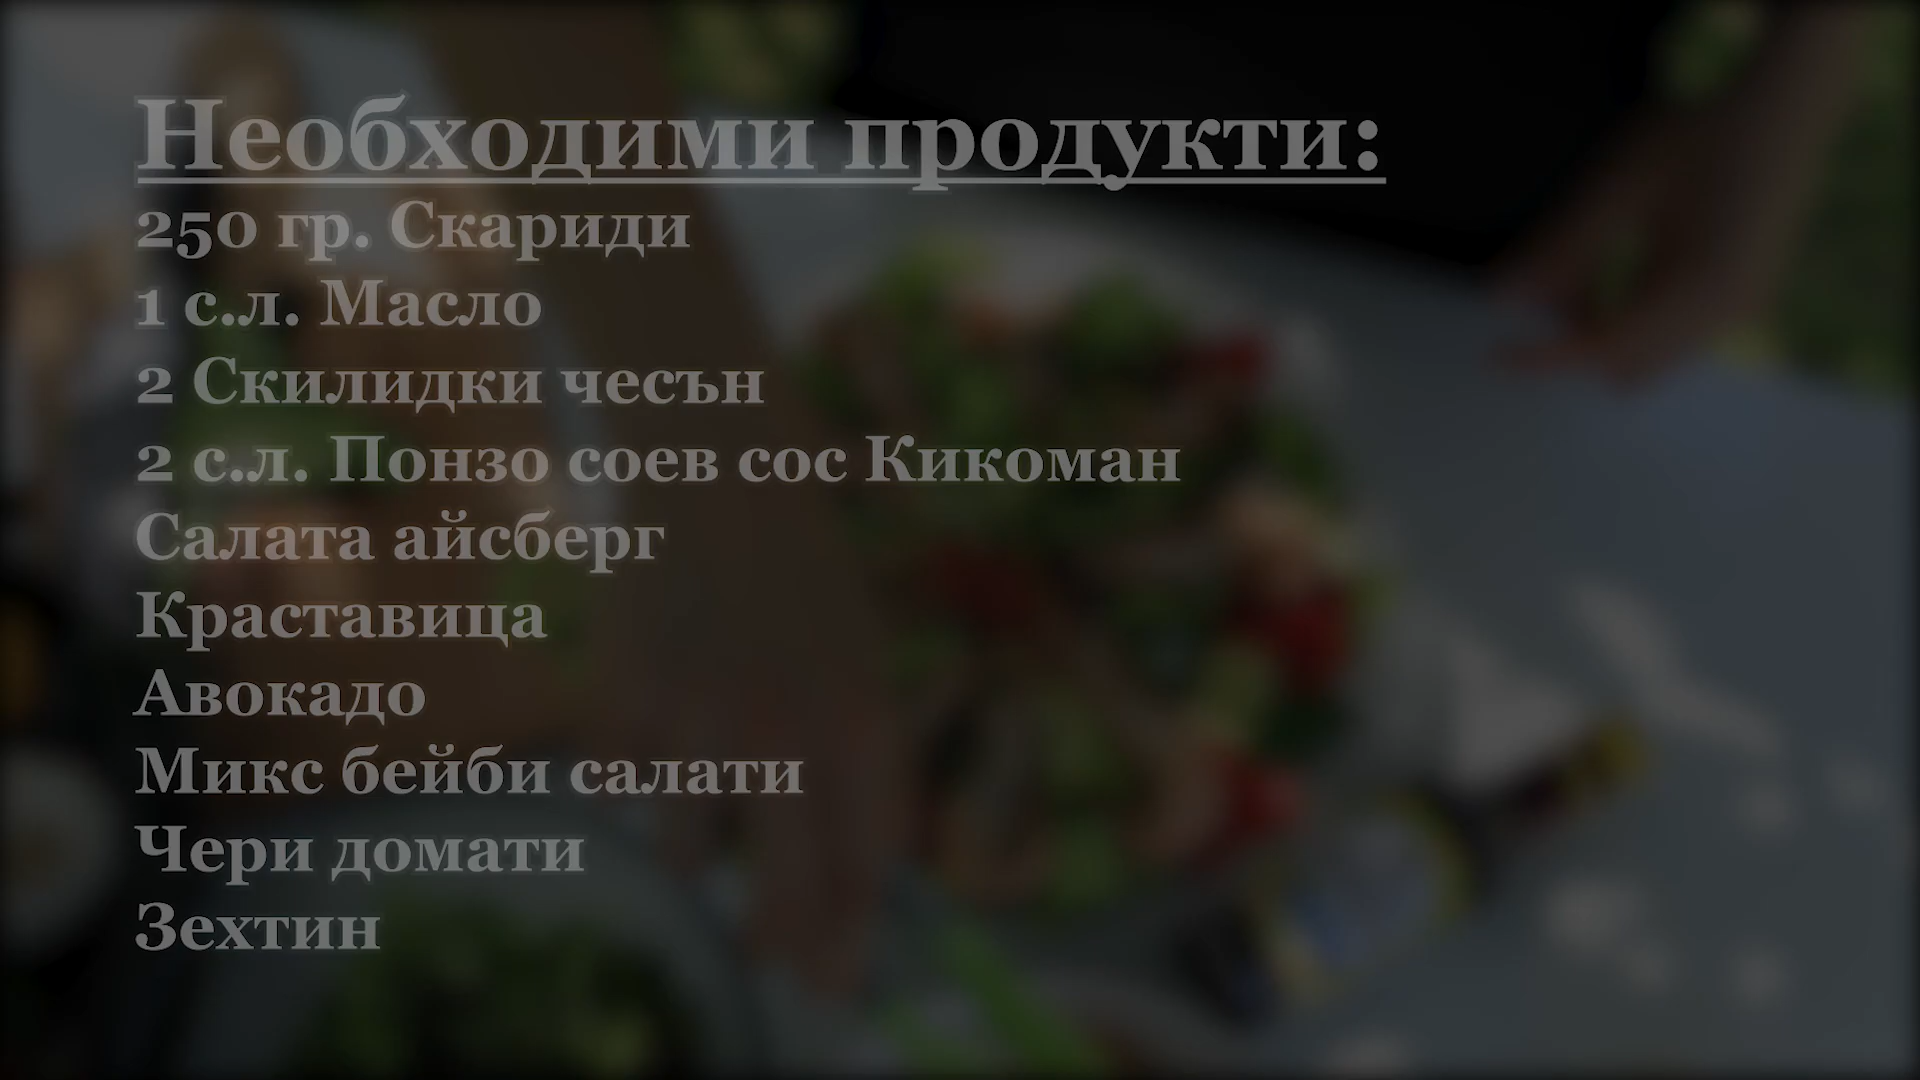 Необходими продукти:
250 гр. Скариди
1 с.л. Масло
2 Скилидки чесън
2 с.л. Понзо соев сос Кикоман
Салата айсберг
Краставица
Авокадо
Микс бейби салати
Чери домати
Зехтин